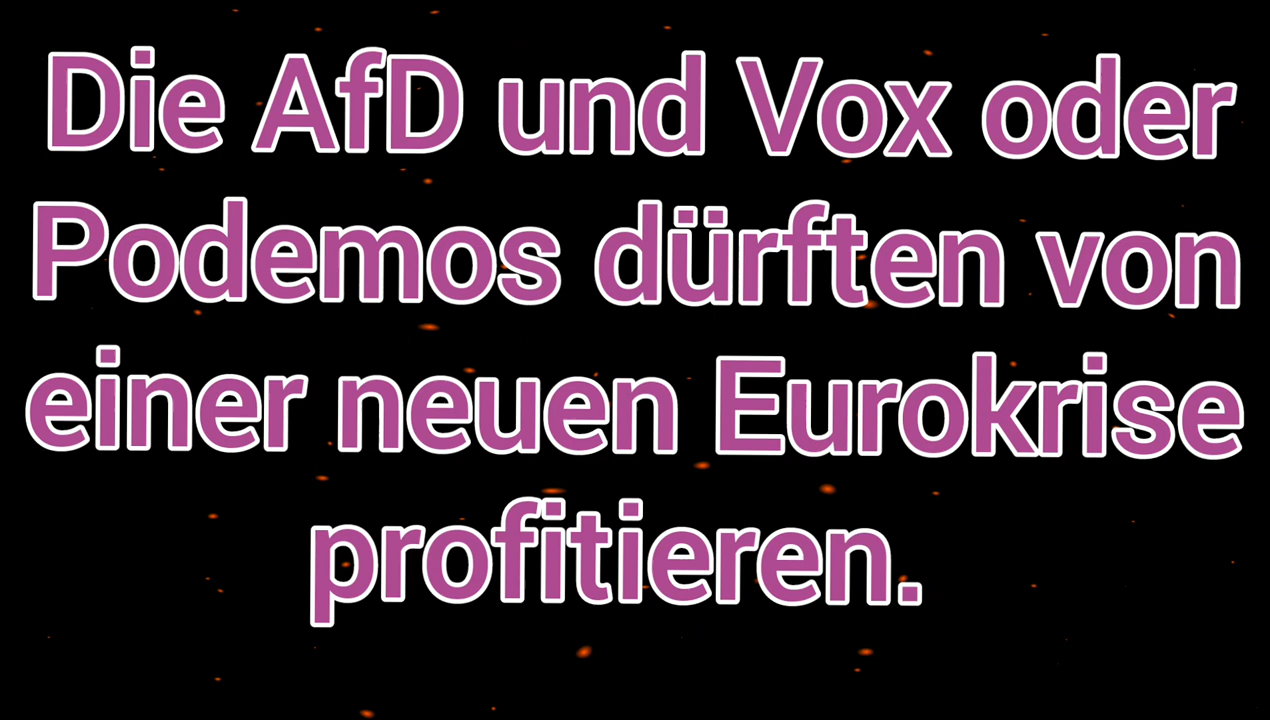 Die AfD und Vox oder
Podemos dürften von
einer neuen Eurokrise
profitieren.